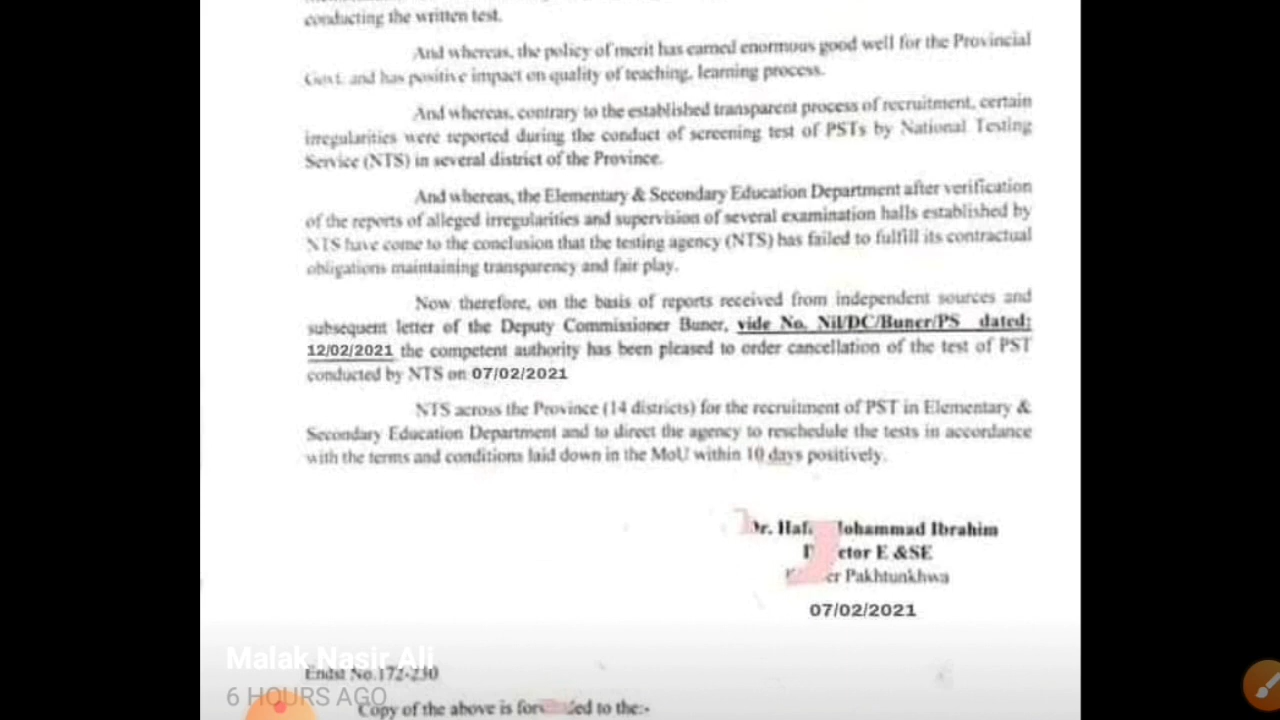 conducting the written test.
And whereas, the policy of merit has earned enormous good well for the Provincial
Govt. and has positive impact on quality of teaching, learning process.
And whereas, contrary to the established transparent process of recruitment, certain
irregularities were reported during the conduct of screening test of PSTs by National Testing
Service (NTS) in several district of the Province.
And whereas, the Elementary & Secondary Education Department after verification
of the reports of alleged irregularities and supervision of several examination halls established by
NTS have come to the conclusion that the testing agency (NTS) has failed to fulfill its contractual
obligations maintaining transparency and fair play.
Now therefore, on the basis of reports received from independent sources and
subsequent letter of the Deputy Commissioner Buner, vide No. Nil/DC/Buner/PS dated:
12/02/2021 the competent authority has been pleased to order cancellation of the test of PST
conducted by NTS on 07/02/2021
NTS across the Province (14 districts) for the recruitment of PST in Elementary &
Secondary Education Department and to direct the agency to reschedule the tests in accordance
with the terms and conditions laid down in the MoU within 10 days positively.
Dr. Mohammad Ibrahim
E &SE
Pakhtunkhwa
07/02/2021
Malak Nasir Ali
Endst No.172-230
6 HOURS AGO
Copy of the above is to the:-